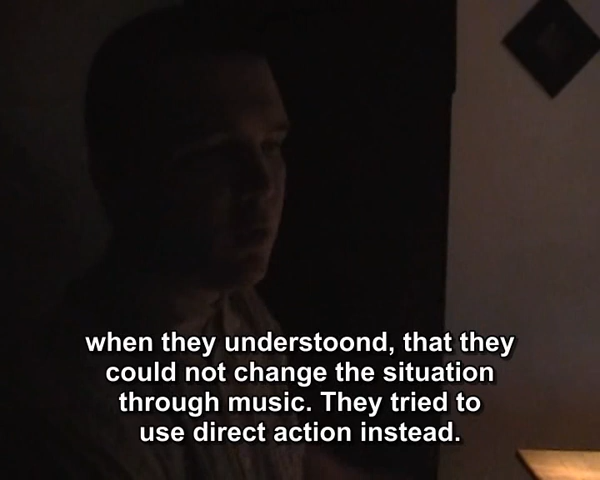 when they understoond, that they
could not change the situation
through music. They tried to
use direct action instead.